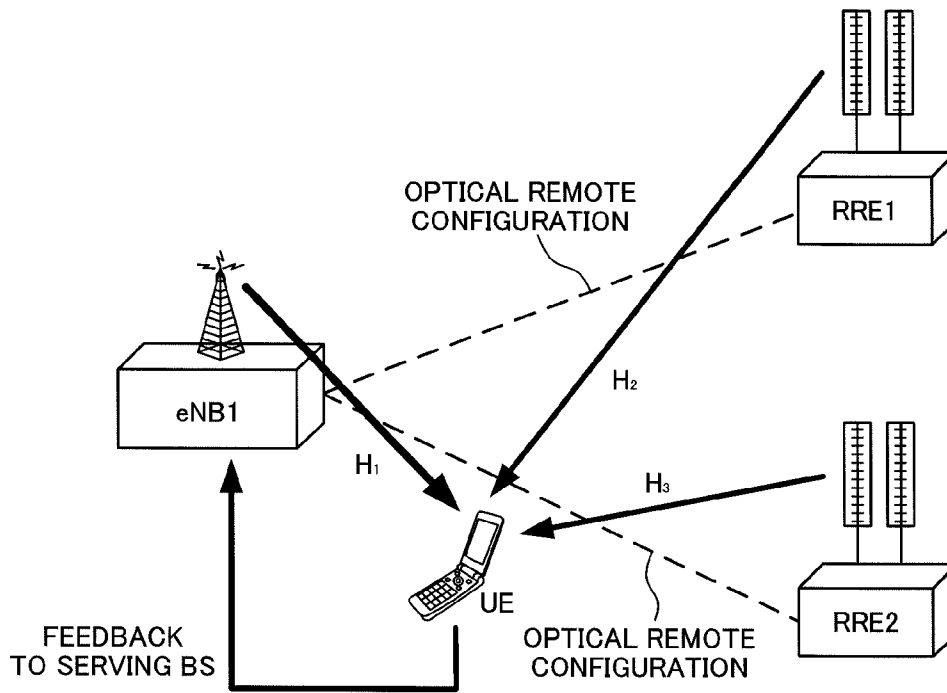 OPTICAL REMOTE
CONFIGURATION
RRE1
eNB1
H₂
H₁
H₃
UE
RRE2
FEEDBACK
TO SERVING BS
OPTICAL REMOTE
CONFIGURATION